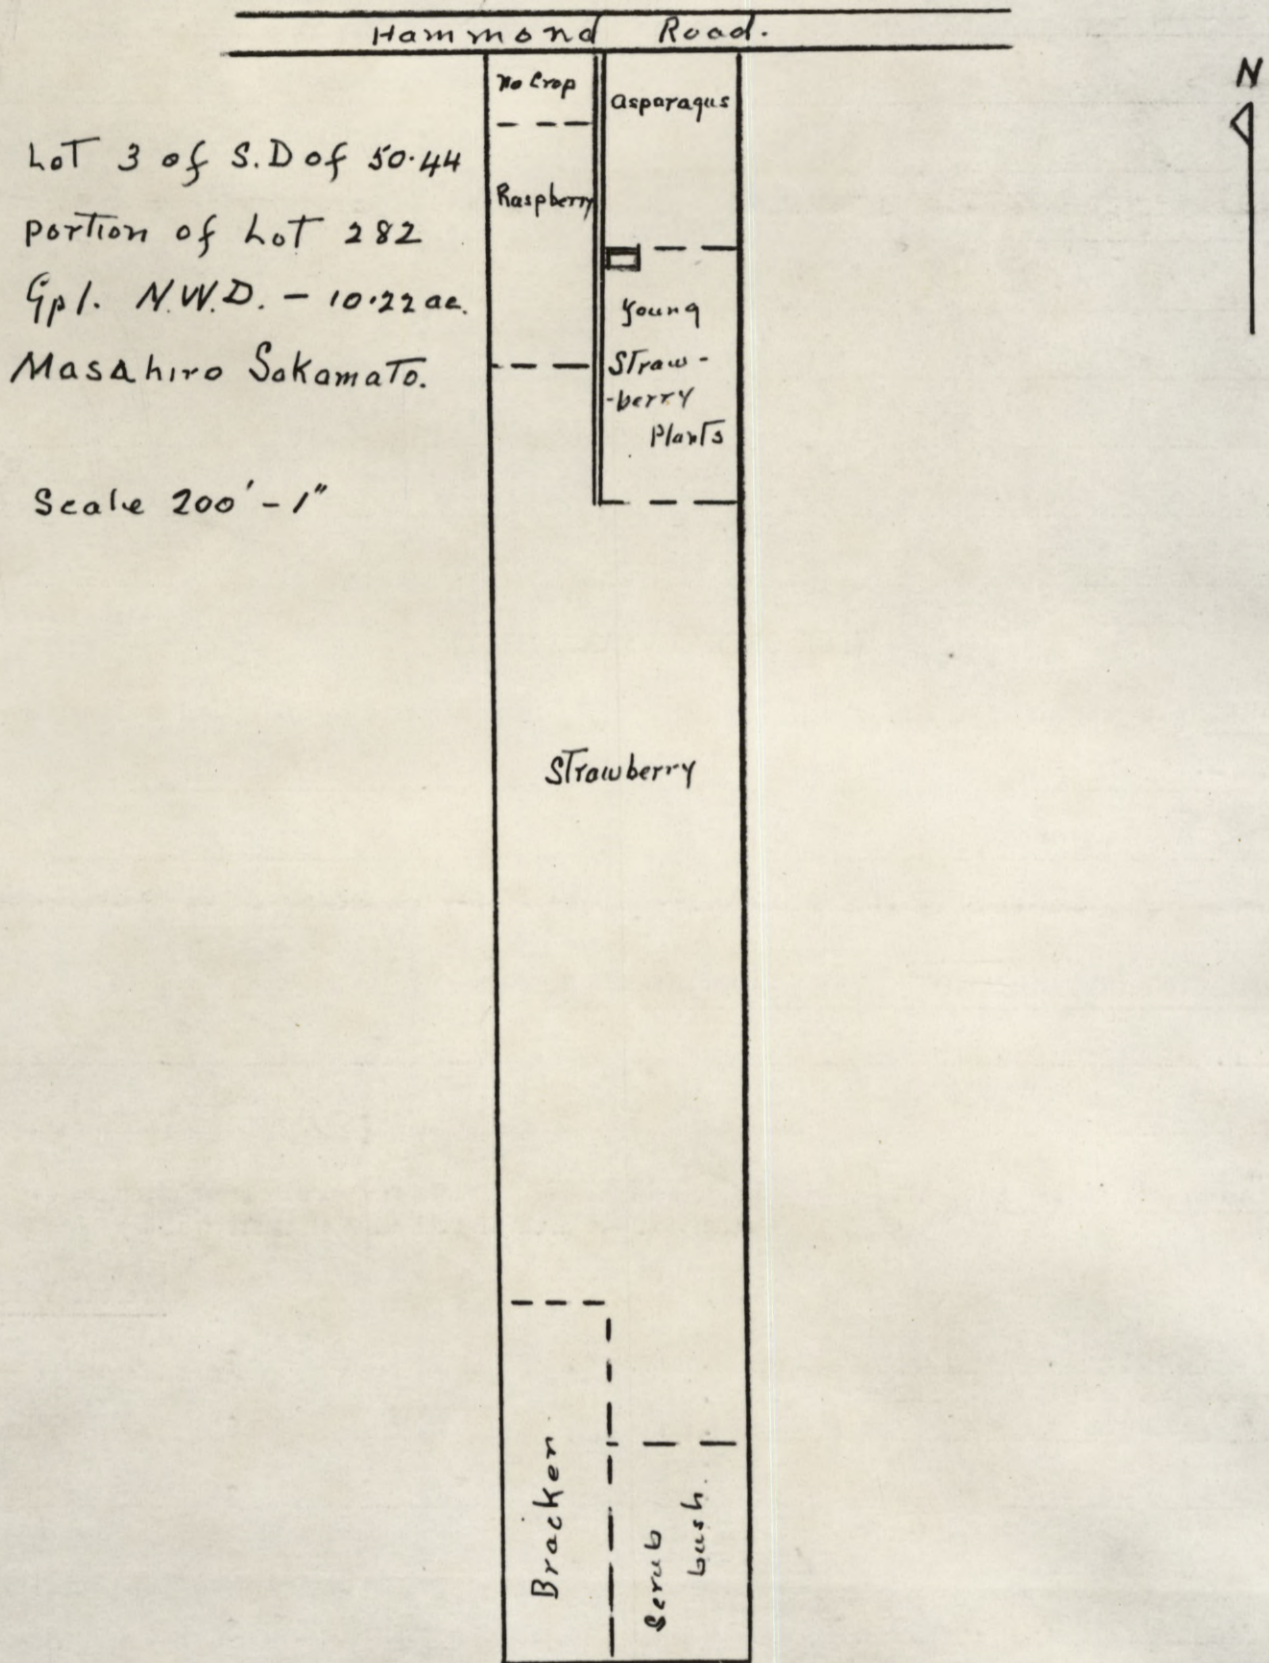 Hammond Road.
N
No Crop
asparagus
Lot 3 of S.D of 50.44
portion of Lot 282
Gp1. N.W.D. - 10.22 ac.
Masahiro Sakamato.
Scale 200' - 1"
Raspberry
Young
Straw-
-berry
Plants
Strawberry
Bracken
Scrub
bush.